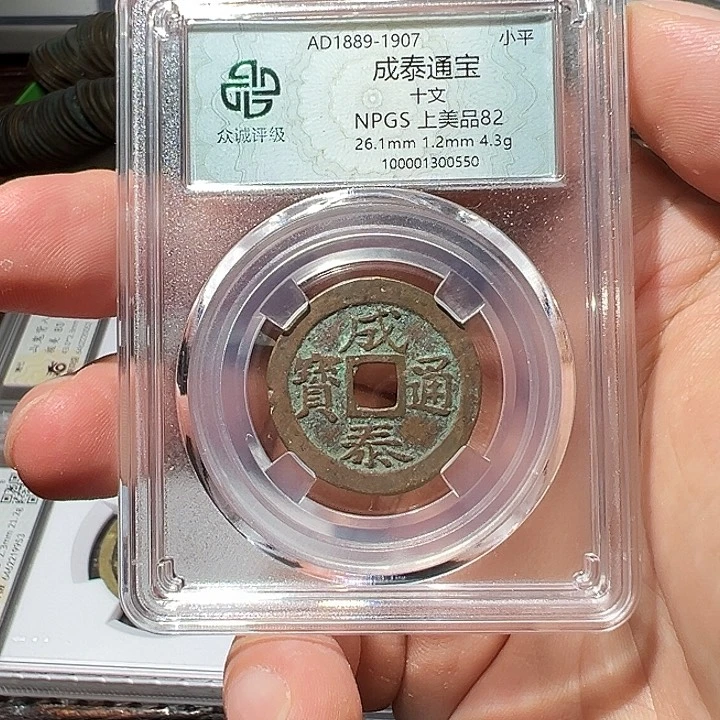 AD1889-1907 小平
成泰通宝
十文
众诚评级
NPGS 上美品82
26.1mm 1.2mm 4.3g
100001300550
成
寶 通
泰